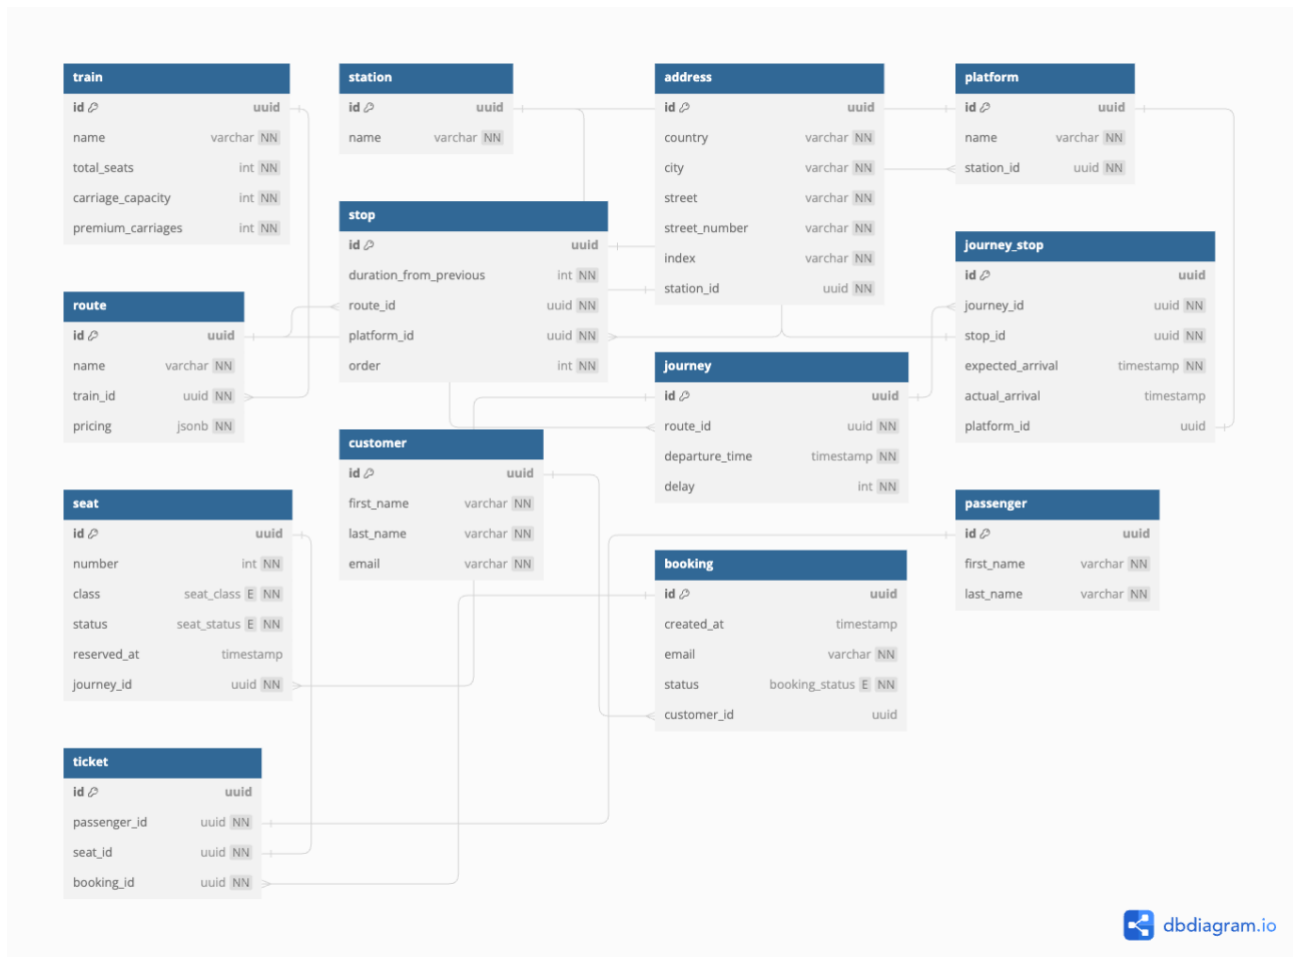 train
id uuid
name varchar NN
total_seats int NN
carriage_capacity int NN
premium_carriages int NN
station
id uuid
name varchar NN
address
id uuid
country varchar NN
city varchar NN
street varchar NN
street_number varchar NN
index varchar NN
station_id uuid NN
platform
id uuid
name varchar NN
station_id uuid NN
stop
id uuid
duration_from_previous int NN
route_id uuid NN
platform_id uuid NN
order int NN
journey_stop
id uuid
journey_id uuid NN
stop_id uuid NN
expected_arrival timestamp NN
actual_arrival timestamp
platform_id uuid
route
id uuid
name varchar NN
train_id uuid NN
pricing jsonb NN
journey
id uuid
route_id uuid NN
departure_time timestamp NN
delay int NN
customer
id uuid
first_name varchar NN
last_name varchar NN
email varchar NN
seat
id uuid
number int NN
class seat_class E NN
status seat_status E NN
reserved_at timestamp
journey_id uuid NN
passenger
id uuid
first_name varchar NN
last_name varchar NN
booking
id uuid
created_at timestamp
email varchar NN
status booking_status E NN
customer_id uuid
ticket
id uuid
passenger_id uuid NN
seat_id uuid NN
booking_id uuid NN
dbdiagram.io